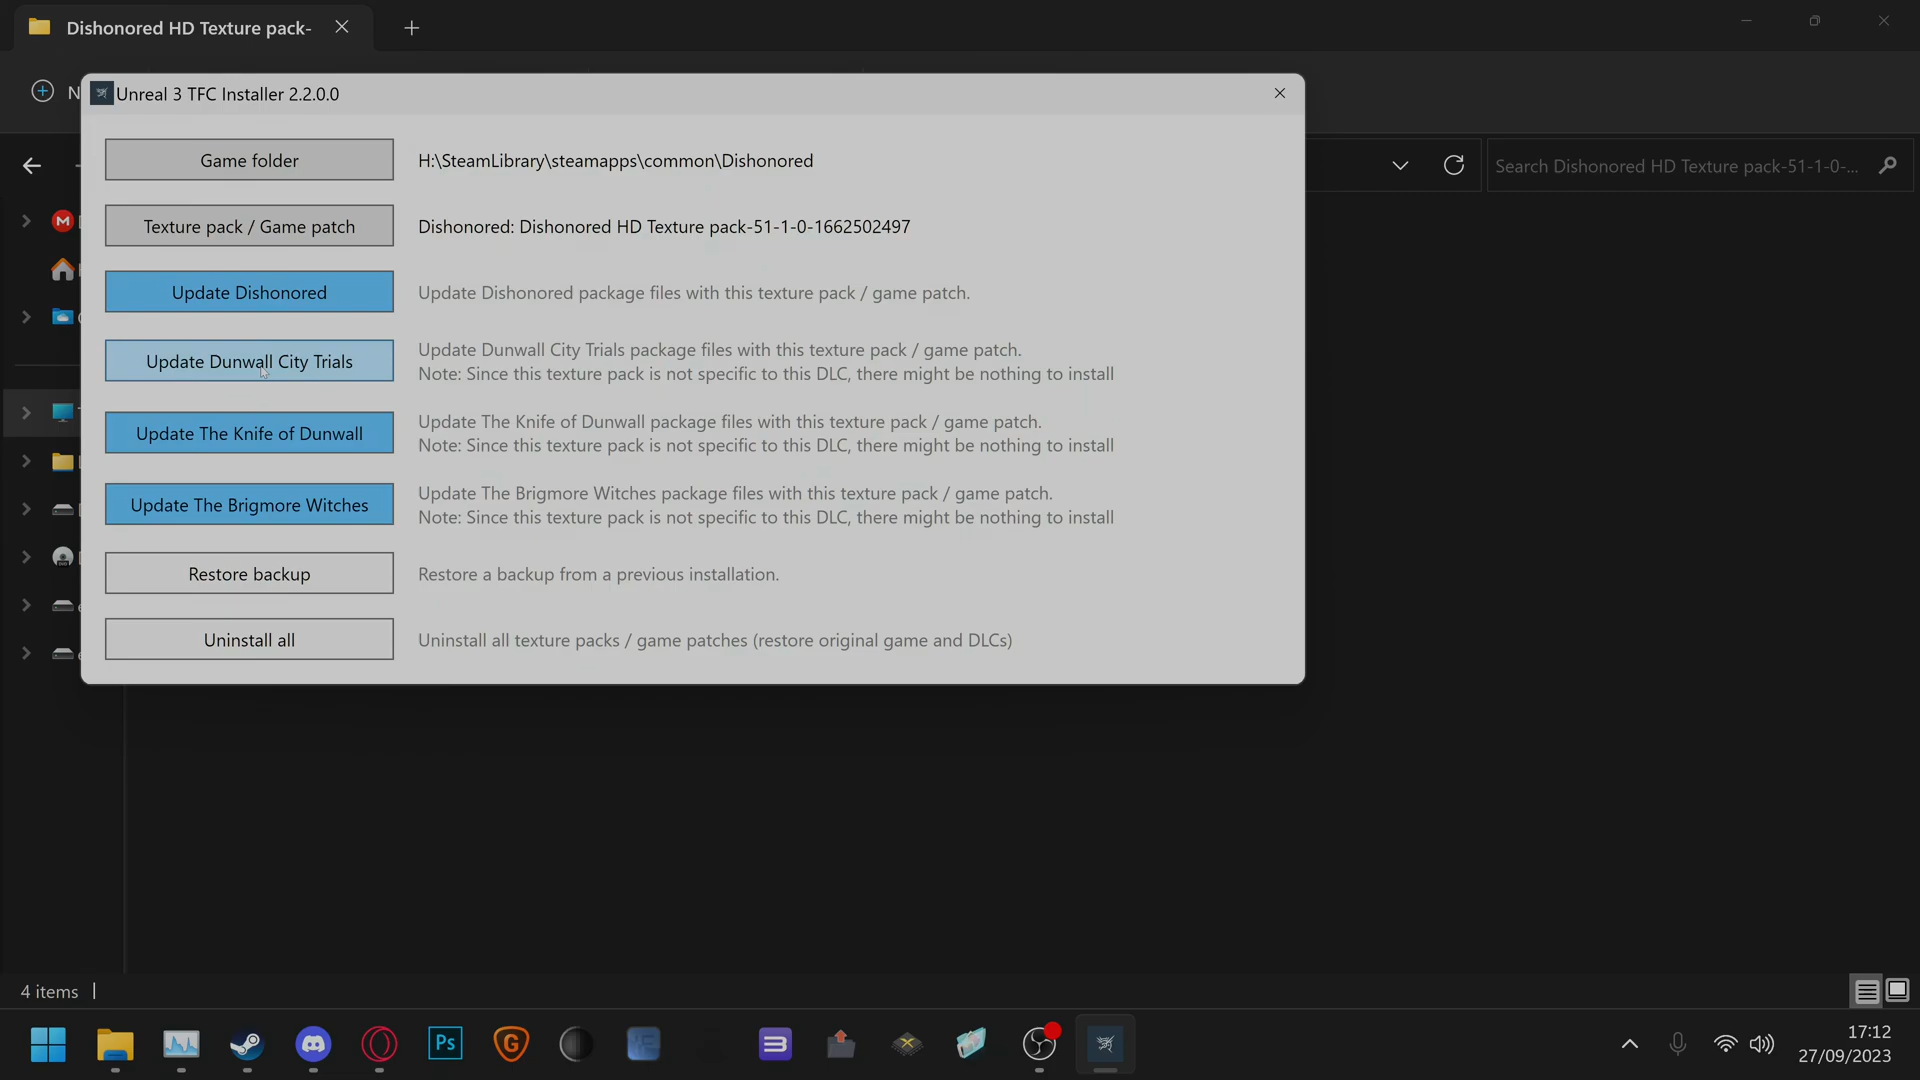 Dishonored HD Texture pack-
N
Unreal 3 TFC Installer 2.2.0.0
Game folder
H:\SteamLibrary\steamapps\common\Dishonored
Search Dishonored HD Texture pack-51-1-0-...
Texture pack / Game patch
Dishonored: Dishonored HD Texture pack-51-1-0-1662502497
Update Dishonored
Update Dishonored package files with this texture pack / game patch.
Update Dunwall City Trials
Update Dunwall City Trials package files with this texture pack / game patch.
Note: Since this texture pack is not specific to this DLC, there might be nothing to install
Update The Knife of Dunwall
Update The Knife of Dunwall package files with this texture pack / game patch.
Note: Since this texture pack is not specific to this DLC, there might be nothing to install
Update The Brigmore Witches
Update The Brigmore Witches package files with this texture pack / game patch.
Note: Since this texture pack is not specific to this DLC, there might be nothing to install
Restore backup
Restore a backup from a previous installation.
Uninstall all
Uninstall all texture packs / game patches (restore original game and DLCs)
4 items
Ps
17:12
27/09/2023